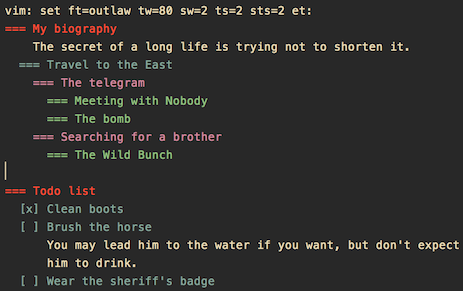 vim: set ft=outlaw tw=80 sw=2 ts=2 sts=2 et:
=== My biography
The secret of a long life is trying not to shorten it.
=== Travel to the East
=== The telegram
=== Meeting with Nobody
=== The bomb
=== Searching for a brother
=== The Wild Bunch
=== Todo list
[x] Clean boots
[ ] Brush the horse
You may lead him to the water if you want, but don't expect
him to drink.
[ ] Wear the sheriff's badge